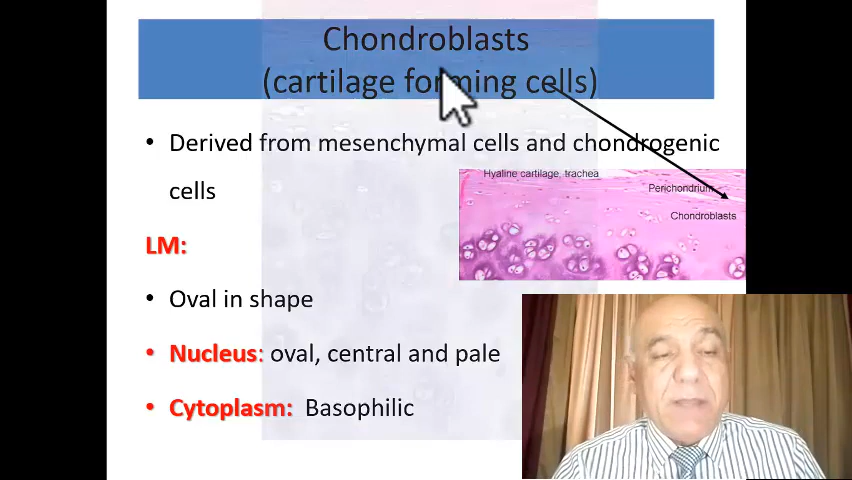 Chondroblasts
(cartilage forming cells)
• Derived from mesenchymal cells and chondrogenic
cells
Hyaline cartilage, trachea
Perichondrium
Chondroblasts
LM:
• Oval in shape
• Nucleus: oval, central and pale
• Cytoplasm: Basophilic